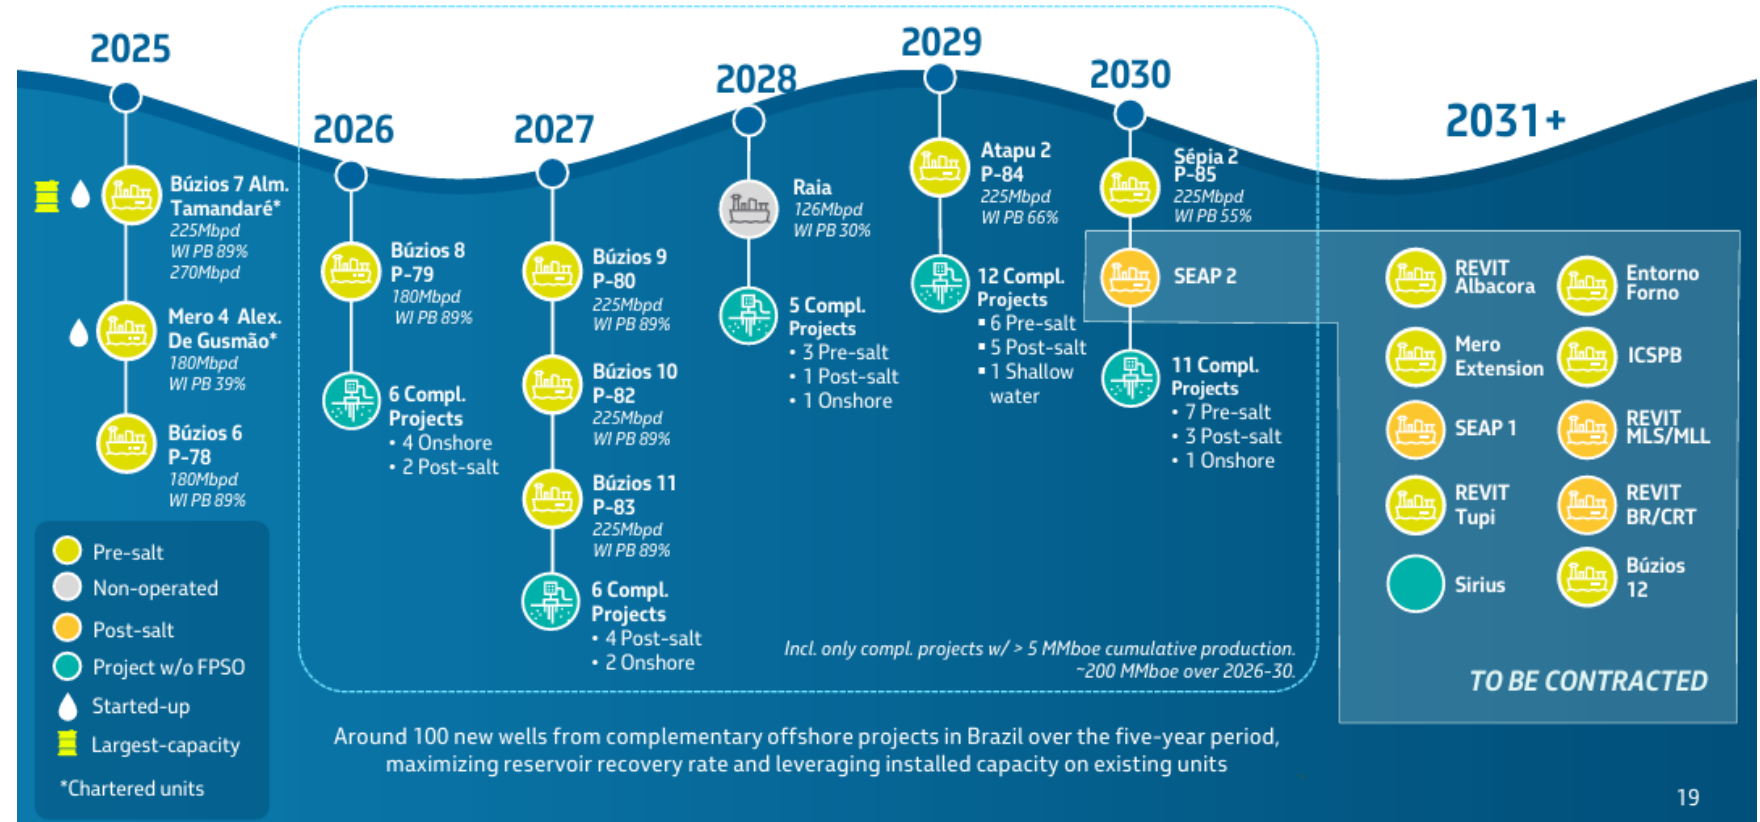 2025
Búzios 7 Alm.
Tamandaré*
225Mbpd
WI PB 89%
270Mbpd
Mero 4 Alex.
De Gusmão*
180Mbpd
WI PB 39%
Búzios 6
P-78
180Mbpd
WI PB 89%
2026
Búzios 8
P-79
180Mbpd
WI PB 89%
6 Compl.
Projects
• 4 Onshore
• 2 Post-salt
2027
Búzios 9
P-80
225Mbpd
WI PB 89%
Búzios 10
P-82
225Mbpd
WI PB 89%
Búzios 11
P-83
225Mbpd
WI PB 89%
6 Compl.
Projects
• 4 Post-salt
• 2 Onshore
2028
Raia
126Mbpd
WI PB 30%
5 Compl.
Projects
• 3 Pre-salt
• 1 Post-salt
• 1 Onshore
2029
Atapu 2
P-84
225Mbpd
WI PB 66%
12 Compl.
Projects
▪ 6 Pre-salt
▪ 5 Post-salt
▪ 1 Shallow
water
2030
Sépia 2
P-85
225Mbpd
WI PB 55%
SEAP 2
11 Compl.
Projects
• 7 Pre-salt
• 3 Post-salt
• 1 Onshore
2031+
REVIT
Albacora
Mero
Extension
SEAP 1
REVIT
Tupi
Sirius
Entorno
Forno
ICSPB
REVIT
MLS/MLL
REVIT
BR/CRT
Búzios
12
TO BE CONTRACTED
Incl. only compl. projects w/ > 5 MMboe cumulative production.
~200 MMboe over 2026-30.
Pre-salt
Non-operated
Post-salt
Project w/o FPSO
Started-up
Largest-capacity
*Chartered units
Around 100 new wells from complementary offshore projects in Brazil over the five-year period,
maximizing reservoir recovery rate and leveraging installed capacity on existing units
19